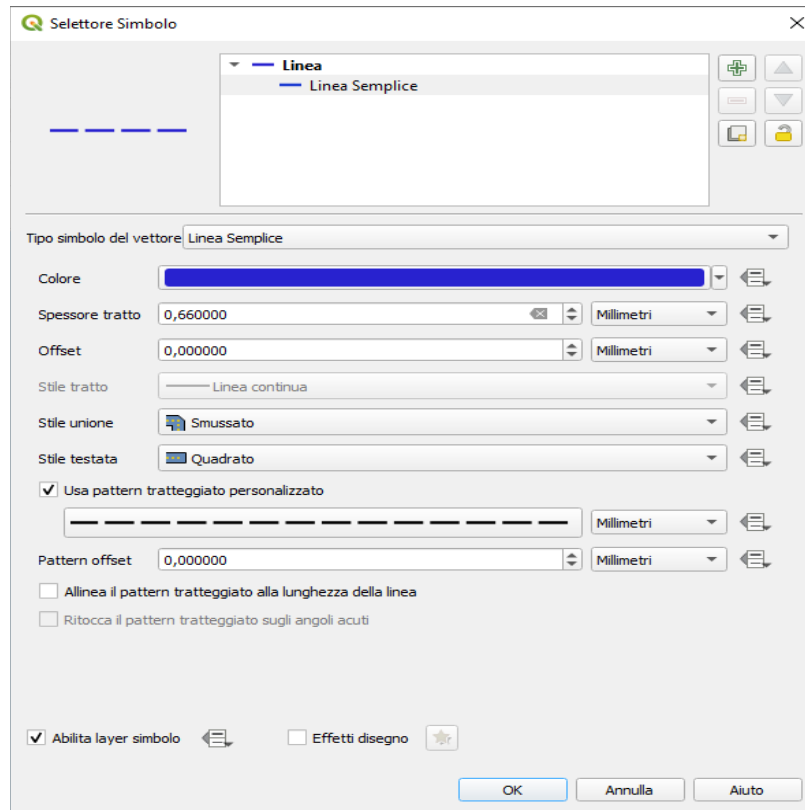 Selettore Simbolo
Linea
Linea Semplice
Tipo simbolo del vettore Linea Semplice
Colore
Spessore tratto 0,660000 Millimetri
Offset 0,000000 Millimetri
Stile tratto Linea continua
Stile unione Smussato
Stile testata Quadrato
Usa pattern tratteggiato personalizzato
Millimetri
Pattern offset 0,000000 Millimetri
Allinea il pattern tratteggiato alla lunghezza della linea
Ritocca il pattern tratteggiato sugli angoli acuti
Abilita layer simbolo Effetti disegno
OK Annulla Aiuto